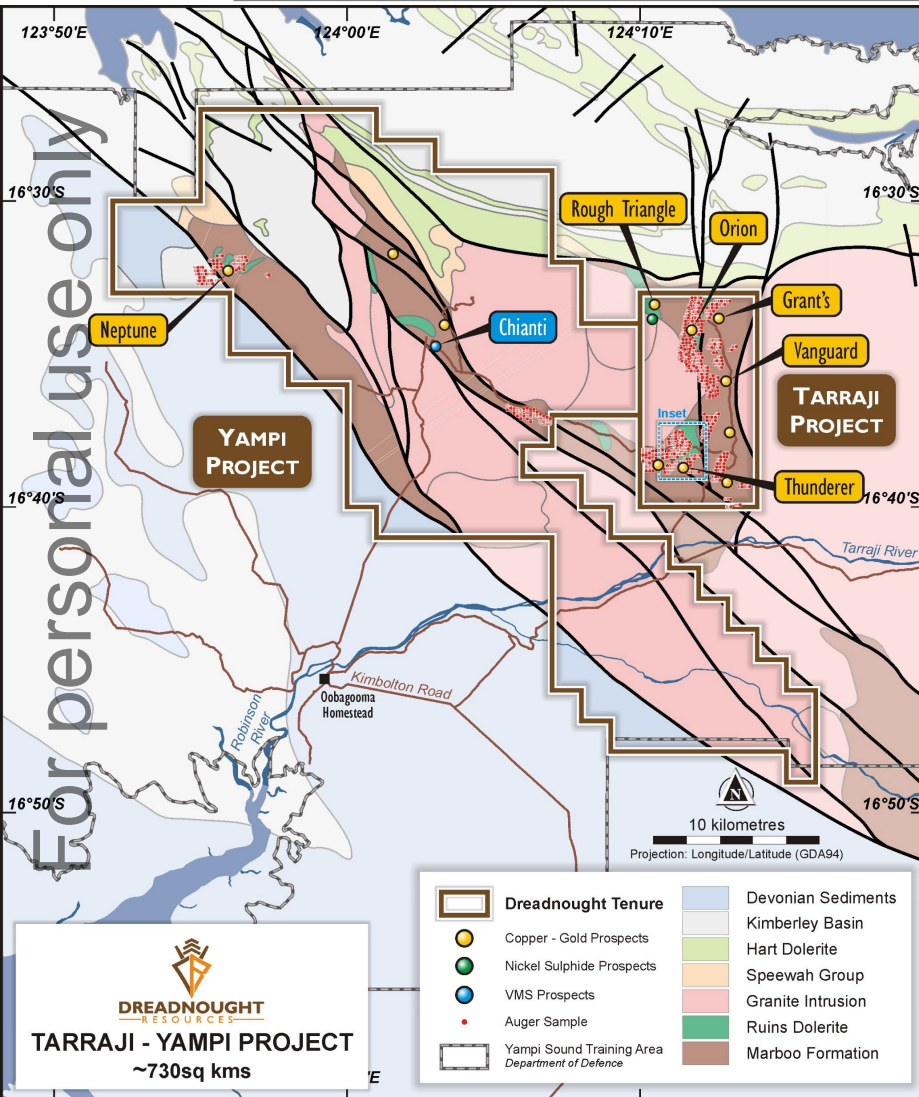 123°50'E
124°00'E
124°10'E
16°30'S
16°30'S
For personal use only
Rough Triangle
Orion
Grant's
Neptune
Chianti
Vanguard
TARRAJI
PROJECT
Inset
YAMPI
PROJECT
Thunderer
16°40'S
16°40'S
Tarraji River
Kimbolton Road
Oobagooma
Homestead
Robinson
River
16°50'S
16°50'S
N
10 kilometres
Projection: Longitude/Latitude (GDA94)
Dreadnought Tenure
Copper - Gold Prospects
Nickel Sulphide Prospects
VMS Prospects
Auger Sample
Yampi Sound Training Area
Department of Defence
Devonian Sediments
Kimberley Basin
Hart Dolerite
Speewah Group
Granite Intrusion
Ruins Dolerite
Marboo Formation
DREADNOUGHT
RESOURCES
TARRAJI - YAMPI PROJECT
~730sq kms
'E